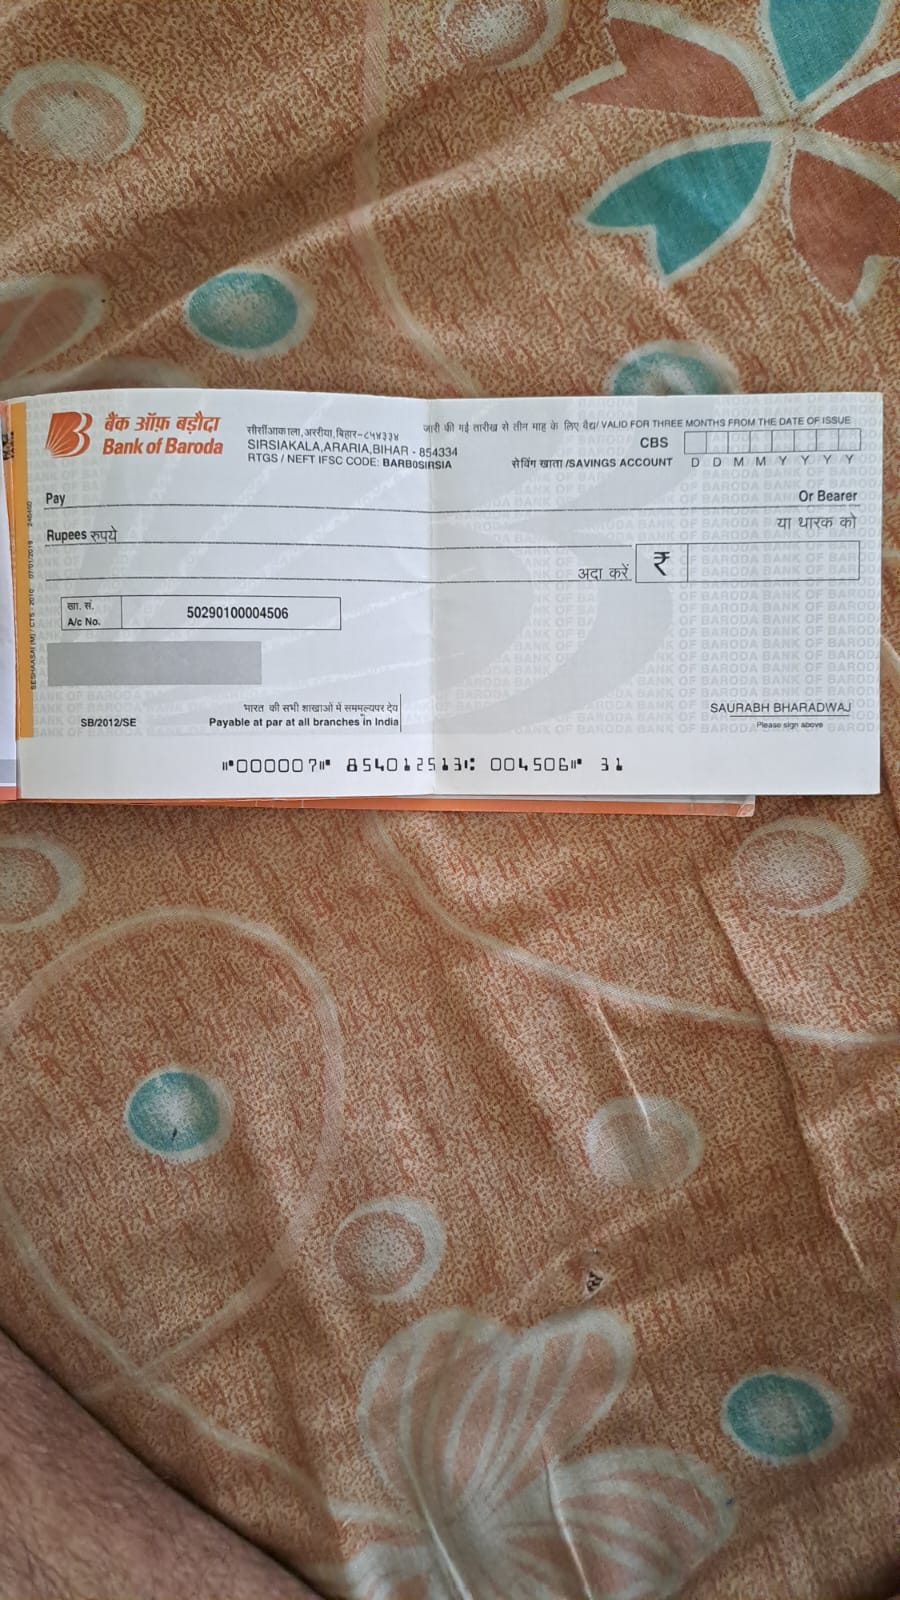 बैंक ऑफ़ बड़ौदा
Bank of Baroda
सीर्सीआकाला,अररीया,बिहार-८५४३३४
SIRSIAKALA,ARARIA,BIHAR - 854334
RTGS / NEFT IFSC CODE: BARB0SIRSIA
जारी की गई तारीख से तीन माह के लिए वैध/ VALID FOR THREE MONTHS FROM THE DATE OF ISSUE
CBS
सेविंग खाता /SAVINGS ACCOUNT D D M M Y Y Y Y
Pay Or Bearer
Rupees रुपये या धारक को
अदा करें ₹
खा. सं.
A/c No. 50290100004506
भारत की सभी शाखाओं में सममूल्यपर देय
SB/2012/SE Payable at par at all branches in India
SAURABH BHARADWAJ
Please sign above
⑈000007⑈ 854012513⑆ 004506⑈ 31